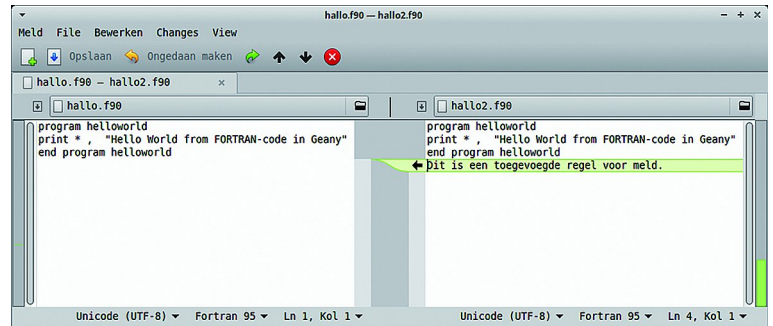 hallo.f90 — hallo2.f90
Meld File Bewerken Changes View
Opslaan Ongedaan maken
hallo.f90 — hallo2.f90 ×
hallo.f90
hallo2.f90
program helloworld
print * , "Hello World from FORTRAN-code in Geany"
end program helloworld
program helloworld
print * , "Hello World from FORTRAN-code in Geany"
end program helloworld
Dit is een toegevoegde regel voor meld.
Unicode (UTF-8) Fortran 95 Ln 1, Kol 1
Unicode (UTF-8) Fortran 95 Ln 4, Kol 1